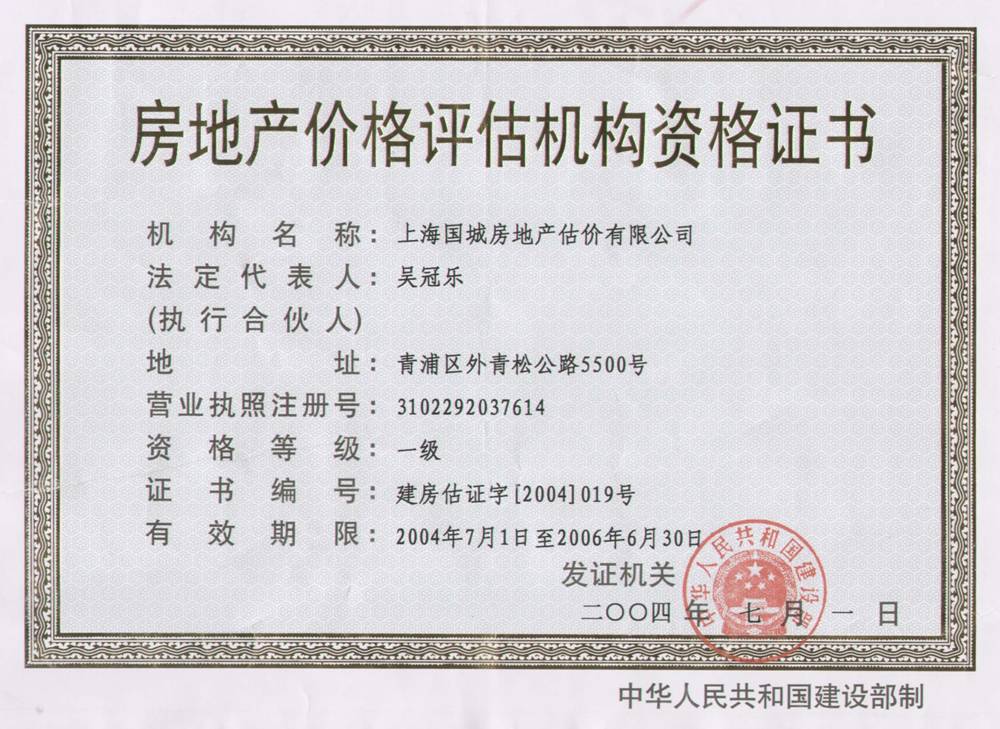 房地产价格评估机构资格证书
机构名称：上海国城房地产估价有限公司
法定代表人：吴冠乐
(执行合伙人)
地址：青浦区外青松公路5500号
营业执照注册号：3102292037614
资格等级：一级
证书编号：建房估证字[2004]019号
有效期限：2004年7月1日至2006年6月30日
发证机关
中华人民共和国建设部
二〇〇四年七月一日
中华人民共和国建设部制